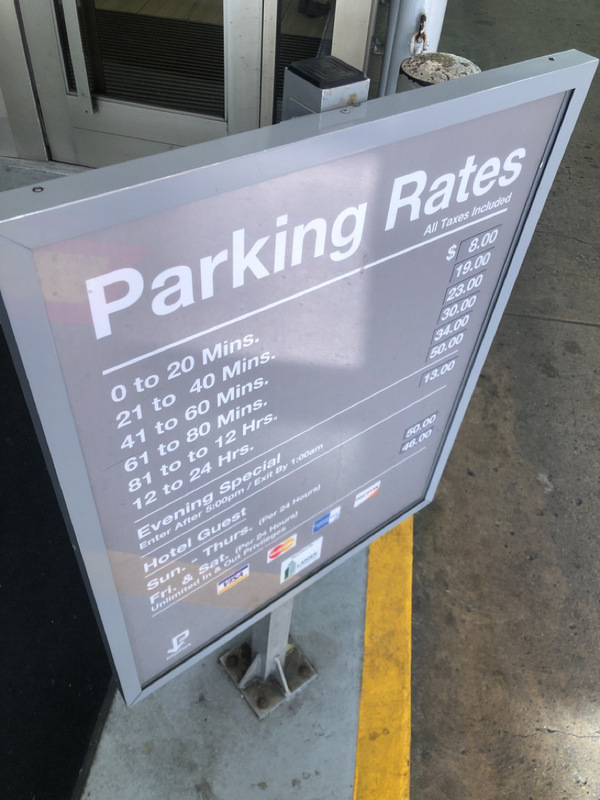 Parking Rates
All Taxes Included
0 to 20 Mins. $ 8.00
21 to 40 Mins. 19.00
41 to 60 Mins. 23.00
61 to 80 Mins. 30.00
81 to to 12 Hrs. 34.00
12 to 24 Hrs. 50.00
Evening Special 13.00
Enter After 5:00pm / Exit By 1:00am
Hotel Guest
Sun. - Thurs. (Per 24 Hours) 50.00
Fri. & Sat. (Per 24 Hours) 46.00
Unlimited In & Out Privileges
VISA